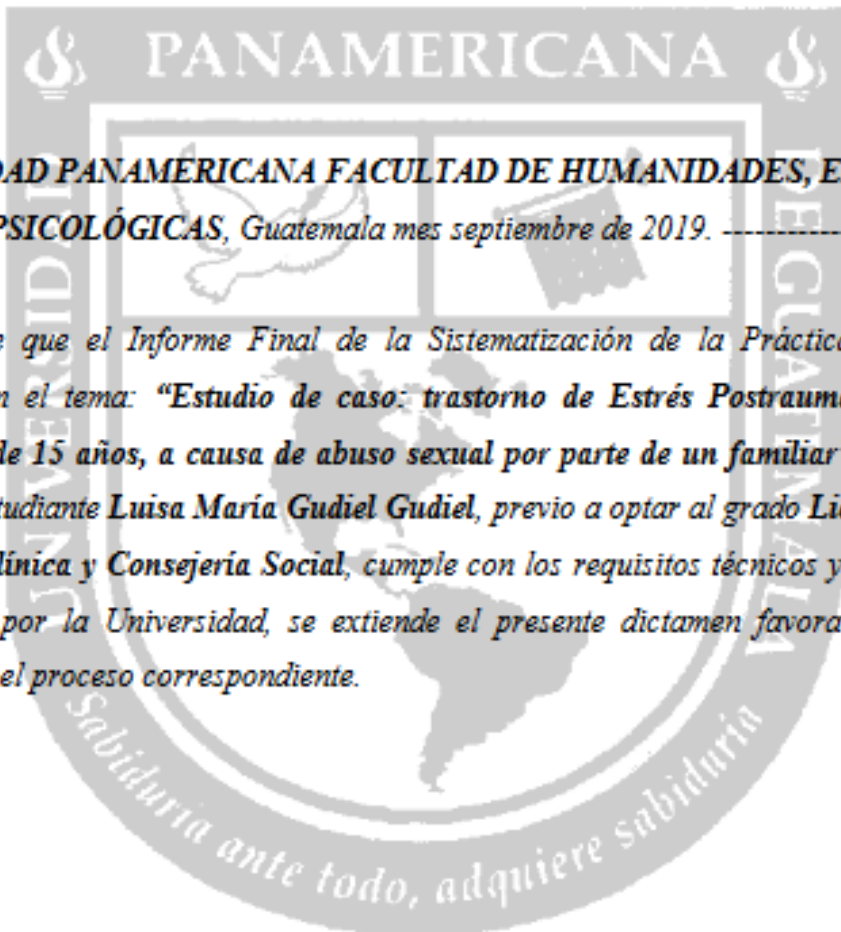 PANAMERICANA
UNIVERSIDAD
DE GUATEMALA
DAD PANAMERICANA FACULTAD DE HUMANIDADES, E
PSICOLÓGICAS, Guatemala mes septiembre de 2019. ------------
e que el Informe Final de la Sistematización de la Práctic
n el tema: “Estudio de caso: trastorno de Estrés Postraum
de 15 años, a causa de abuso sexual por parte de un familiar
tudiante Luisa María Gudiel Gudiel, previo a optar al grado Lic
línica y Consejería Social, cumple con los requisitos técnicos y
por la Universidad, se extiende el presente dictamen favora
el proceso correspondiente.
Sabiduría ante todo, adquiere sabiduría